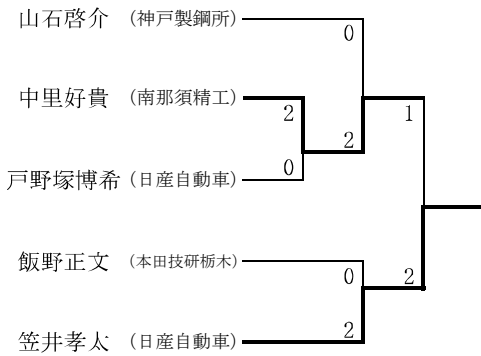 山石啓介 (神戸製鋼所)
0
中里好貴 (南那須精工)
2
1
2
戸野塚博希 (日産自動車)
0
飯野正文 (本田技研栃木)
0
2
笠井孝太 (日産自動車)
2